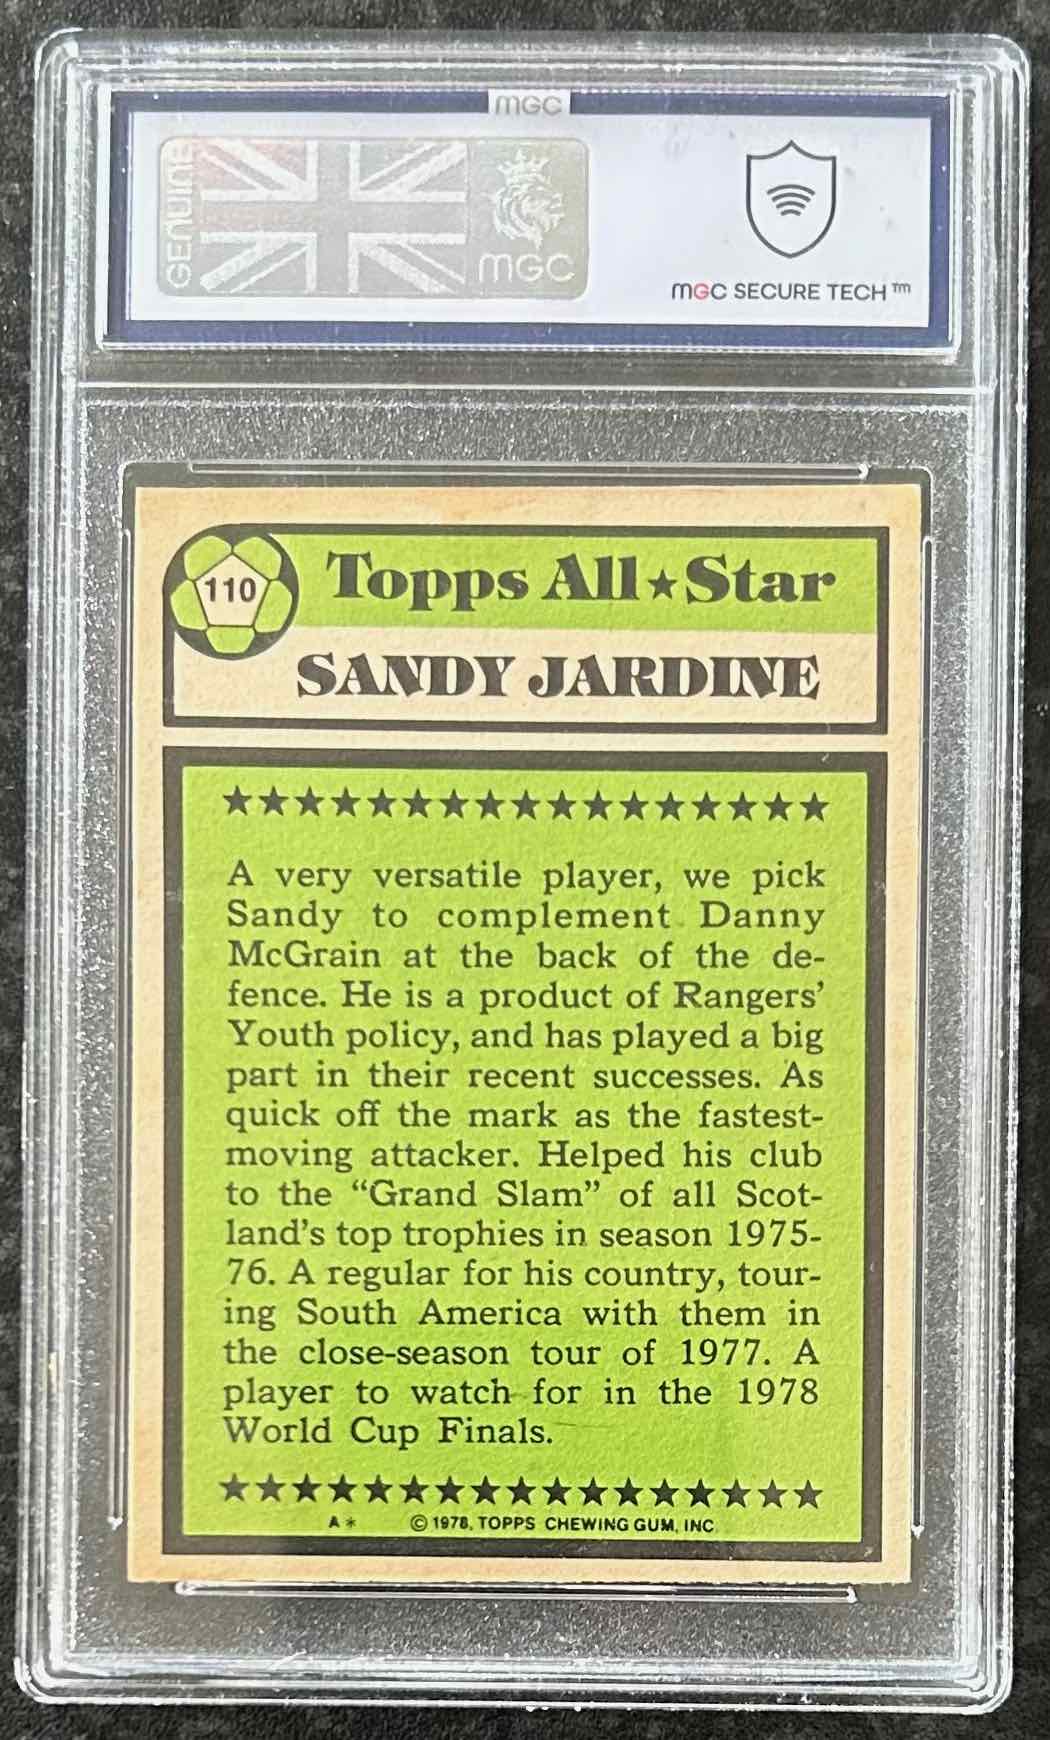 mGC
GENUINE
mGC
mGC SECURE TECH™
110
Topps All★Star
SANDY JARDINE
★★★★★★★★★★★★★★★★★
A very versatile player, we pick
Sandy to complement Danny
McGrain at the back of the de-
fence. He is a product of Rangers'
Youth policy, and has played a big
part in their recent successes. As
quick off the mark as the fastest-
moving attacker. Helped his club
to the "Grand Slam" of all Scot-
land's top trophies in season 1975-
76. A regular for his country, tour-
ing South America with them in
the close-season tour of 1977. A
player to watch for in the 1978
World Cup Finals.
★★★★★★★★★★★★★★★★★
A* © 1978, TOPPS CHEWING GUM, INC.